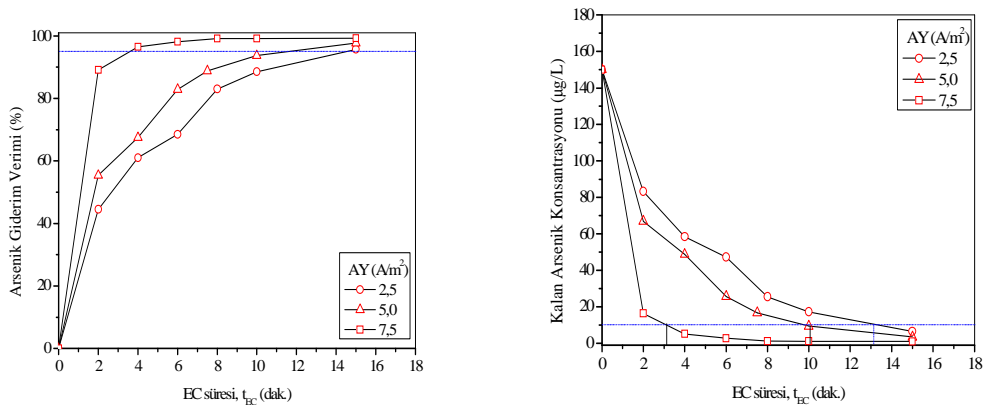 Arsenik Giderim Verimi (%)
100
80
60
40
20
0
AY (A/m²)
2,5
5,0
7,5
0 2 4 6 8 10 12 14 16 18
EC süresi, t_EC (dak.)
Kalan Arsenik Konsantrasyonu (µg/L)
180
160
140
120
100
80
60
40
20
0
AY (A/m²)
2,5
5,0
7,5
0 2 4 6 8 10 12 14 16 18
EC süresi, t_EC (dak.)